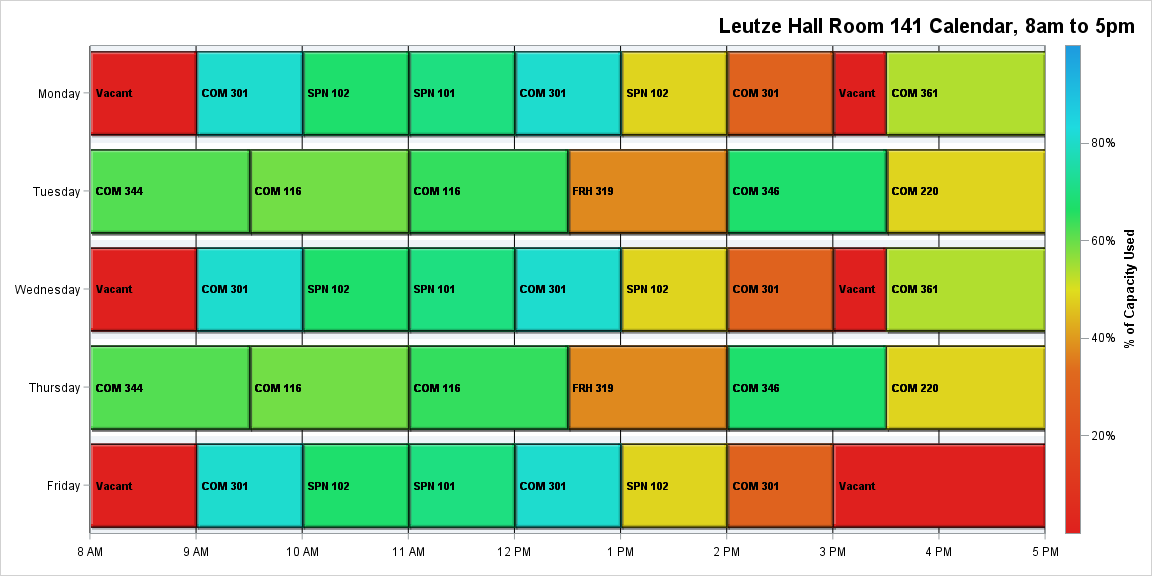 Leutze Hall Room 141 Calendar, 8am to 5pm
Monday
Vacant
COM 301
SPN 102
SPN 101
COM 301
SPN 102
COM 301
Vacant
COM 361
Tuesday
COM 344
COM 116
COM 116
FRH 319
COM 346
COM 220
Wednesday
Vacant
COM 301
SPN 102
SPN 101
COM 301
SPN 102
COM 301
Vacant
COM 361
Thursday
COM 344
COM 116
COM 116
FRH 319
COM 346
COM 220
Friday
Vacant
COM 301
SPN 102
SPN 101
COM 301
SPN 102
COM 301
Vacant
8 AM
9 AM
10 AM
11 AM
12 PM
1 PM
2 PM
3 PM
4 PM
5 PM
80%
60%
40%
20%
% of Capacity Used